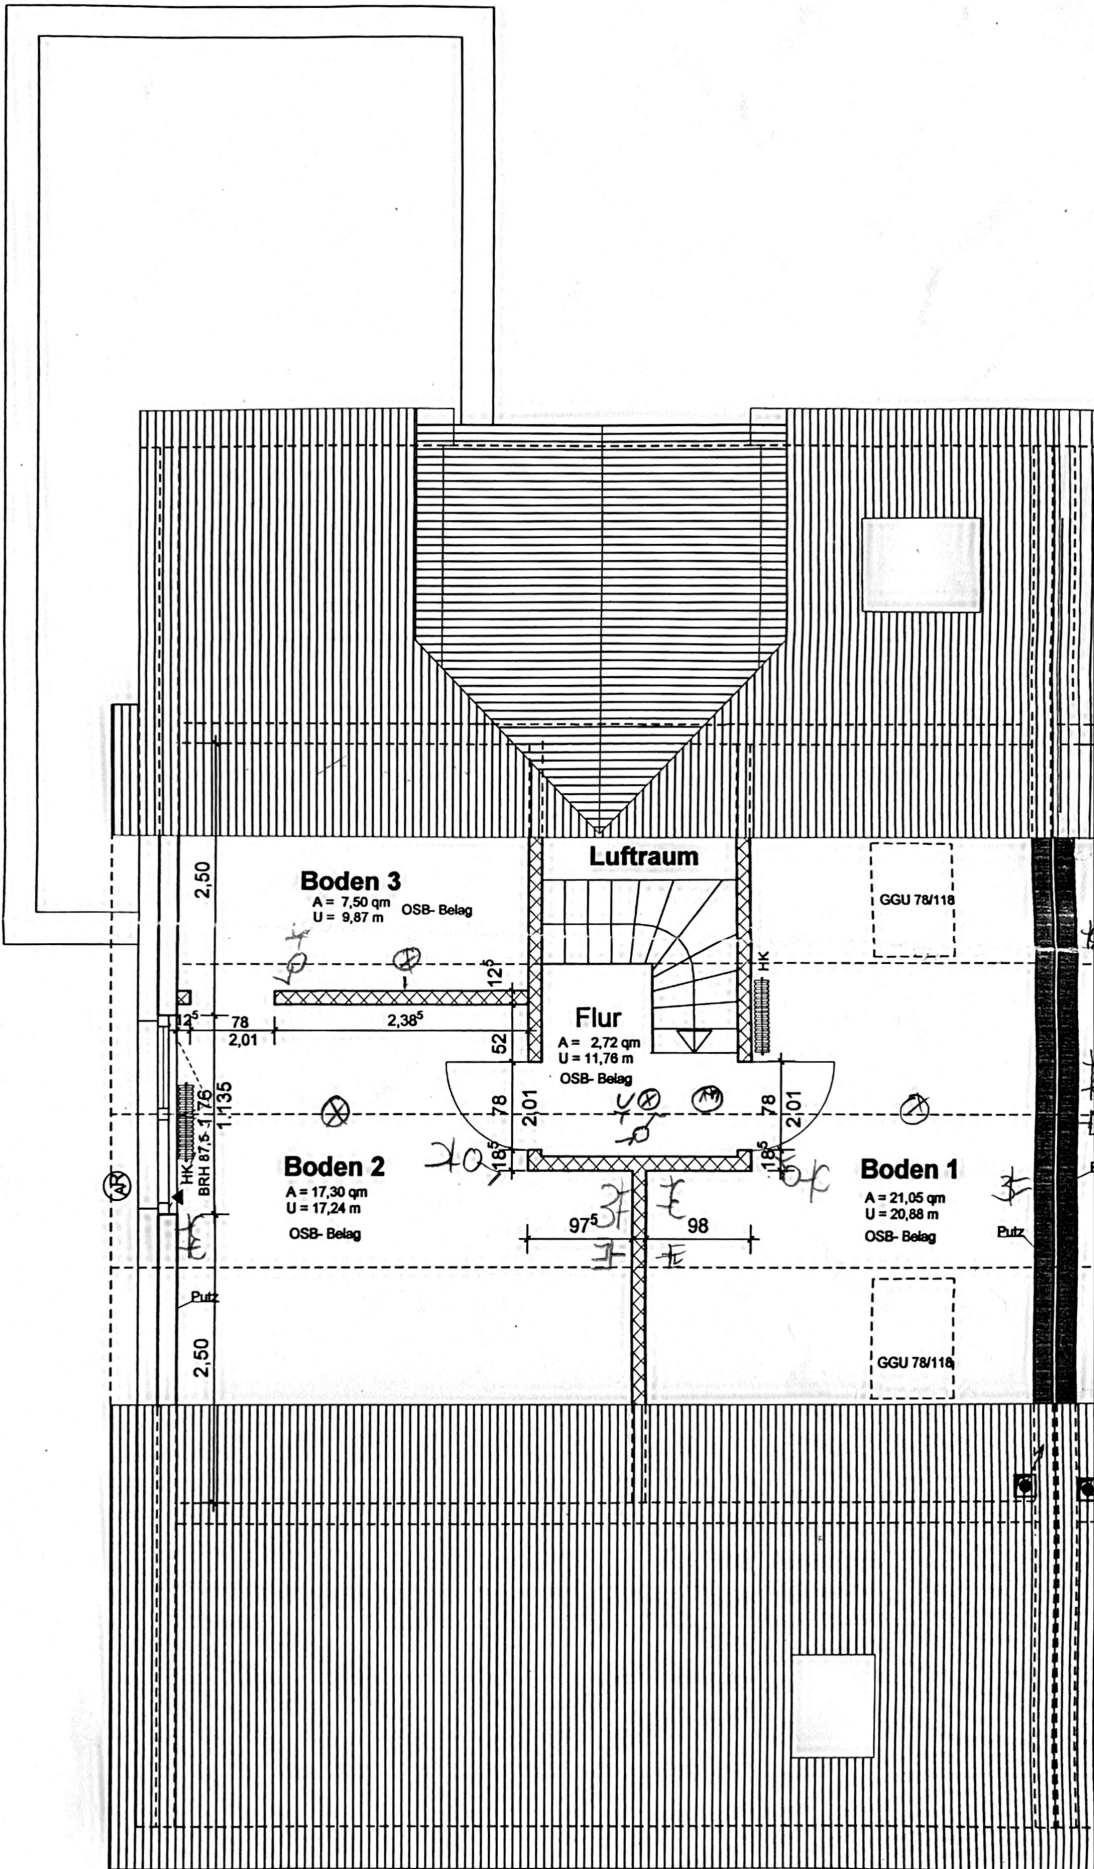 Luftraum
Boden 3
A = 7,50 qm
U = 9,87 m
OSB- Belag
GGU 78/118
2,50
HK
12⁵
12⁵
78
2,01
2,38⁵
52
Flur
A = 2,72 qm
U = 11,76 m
OSB- Belag
78
2,01
78
2,01
18⁵
18⁵
AR
HK
BRH 87,5
1,76
1,135
Boden 2
A = 17,30 qm
U = 17,24 m
OSB- Belag
Boden 1
A = 21,05 qm
U = 20,88 m
OSB- Belag
97⁵
98
Putz
Putz
2,50
GGU 78/118